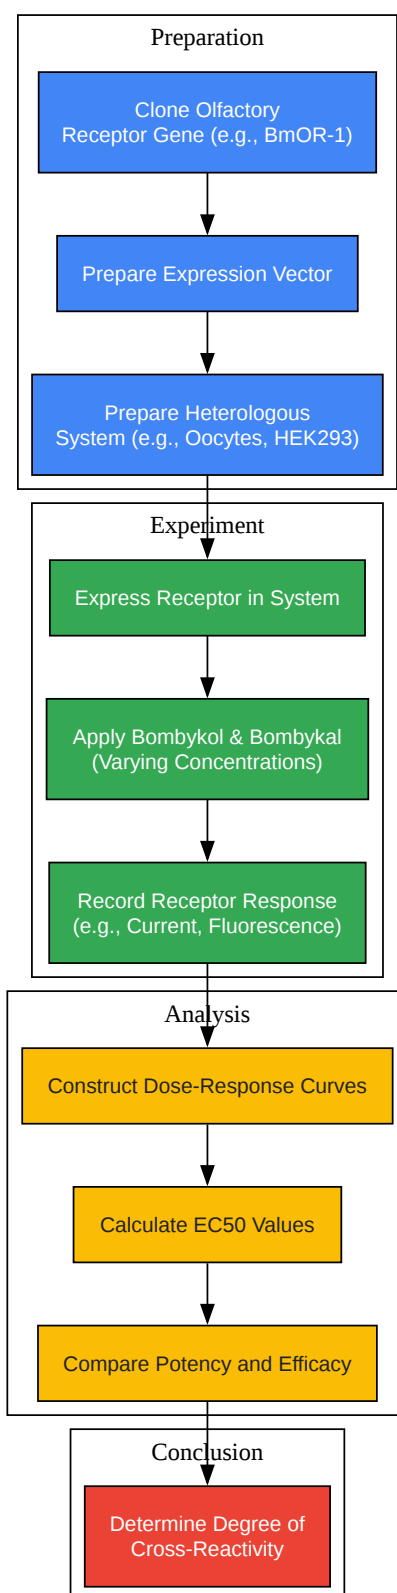 Preparation
Clone Olfactory
Receptor Gene (e.g., BmOR-1)
Prepare Expression Vector
Prepare Heterologous
System (e.g., Oocytes, HEK293)
Experiment
Express Receptor in System
Apply Bombykol & Bombykal
(Varying Concentrations)
Record Receptor Response
(e.g., Current, Fluorescence)
Analysis
Construct Dose-Response Curves
Calculate EC50 Values
Compare Potency and Efficacy
Conclusion
Determine Degree of
Cross-Reactivity